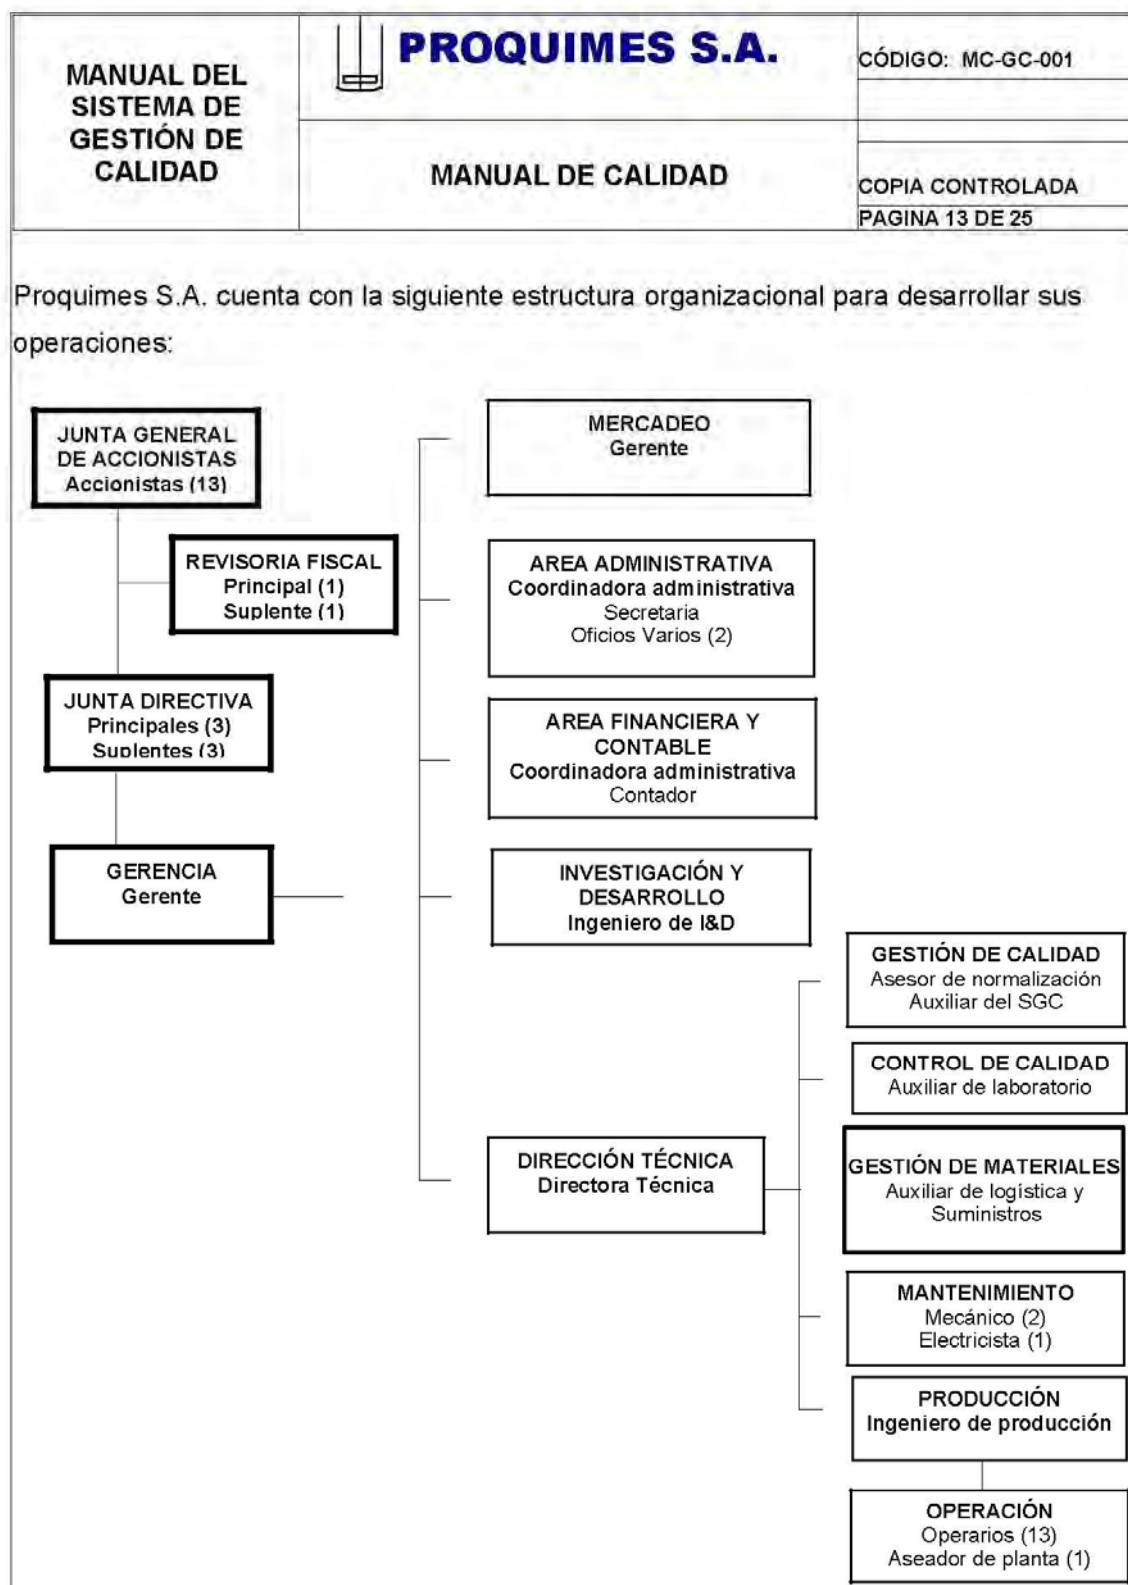 MANUAL DEL
SISTEMA DE
GESTIÓN DE
CALIDAD
PROQUIMES S.A.
MANUAL DE CALIDAD
CÓDIGO: MC-GC-001
COPIA CONTROLADA
PAGINA 13 DE 25
Proquimes S.A. cuenta con la siguiente estructura organizacional para desarrollar sus
operaciones:
JUNTA GENERAL
DE ACCIONISTAS
Accionistas (13)
REVISORIA FISCAL
Principal (1)
Suplente (1)
JUNTA DIRECTIVA
Principales (3)
Suplentes (3)
GERENCIA
Gerente
MERCADEO
Gerente
AREA ADMINISTRATIVA
Coordinadora administrativa
Secretaria
Oficios Varios (2)
AREA FINANCIERA Y
CONTABLE
Coordinadora administrativa
Contador
INVESTIGACIÓN Y
DESARROLLO
Ingeniero de I&D
DIRECCIÓN TÉCNICA
Directora Técnica
GESTIÓN DE CALIDAD
Asesor de normalización
Auxiliar del SGC
CONTROL DE CALIDAD
Auxiliar de laboratorio
GESTIÓN DE MATERIALES
Auxiliar de logística y
Suministros
MANTENIMIENTO
Mecánico (2)
Electricista (1)
PRODUCCIÓN
Ingeniero de producción
OPERACIÓN
Operarios (13)
Aseador de planta (1)